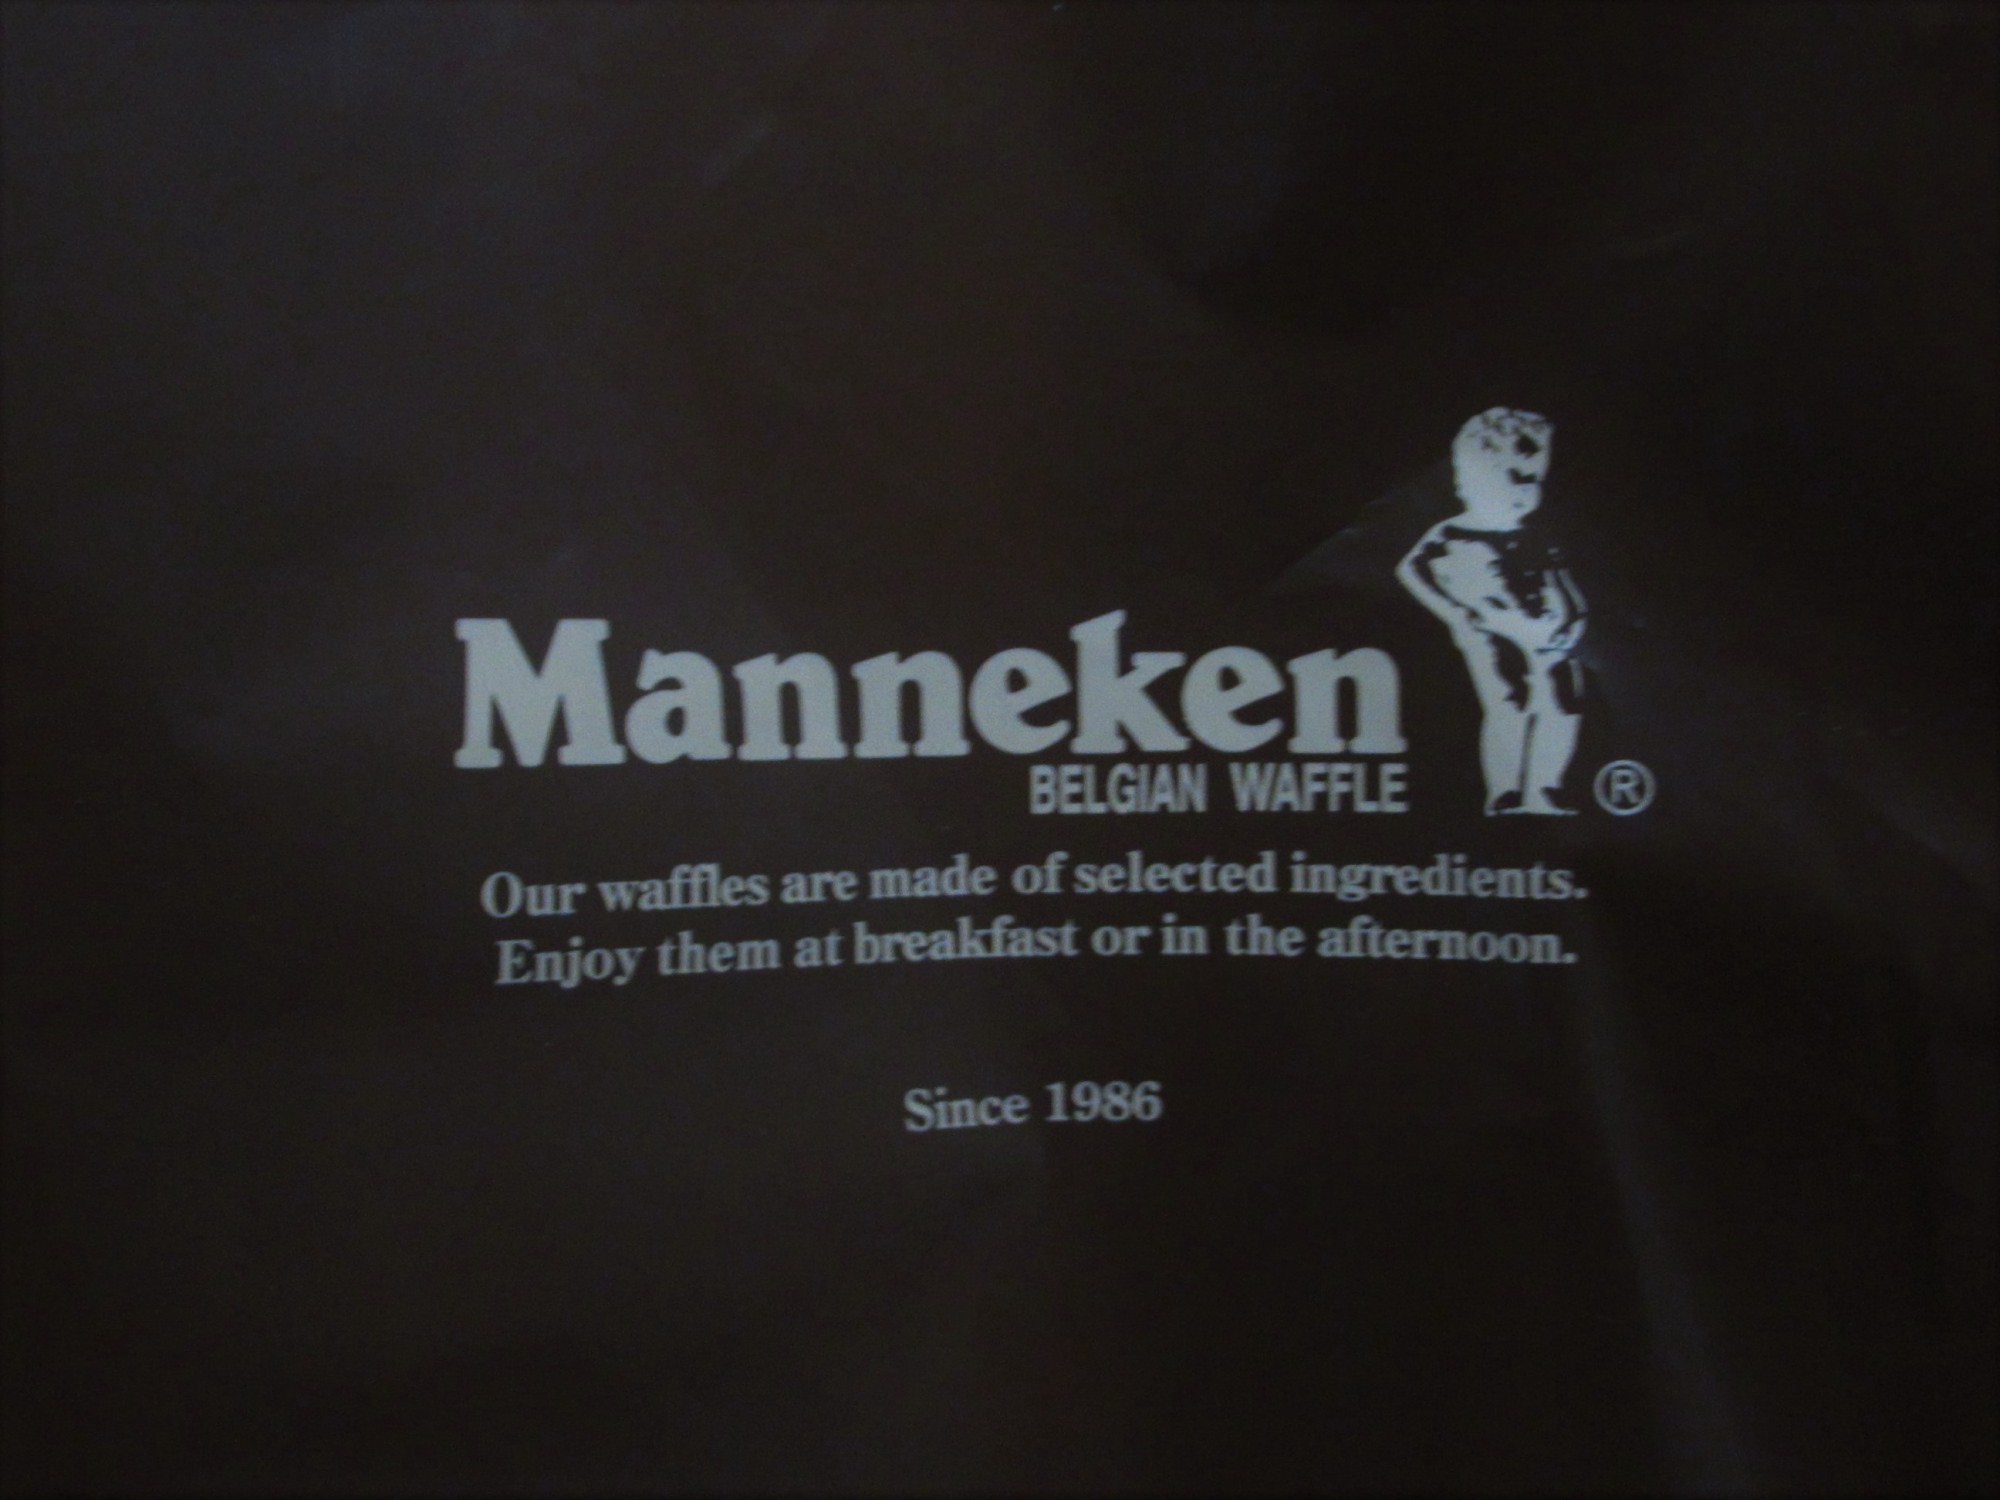 Manneken
BELGIAN WAFFLE ®
Our waffles are made of selected ingredients.
Enjoy them at breakfast or in the afternoon.
Since 1986